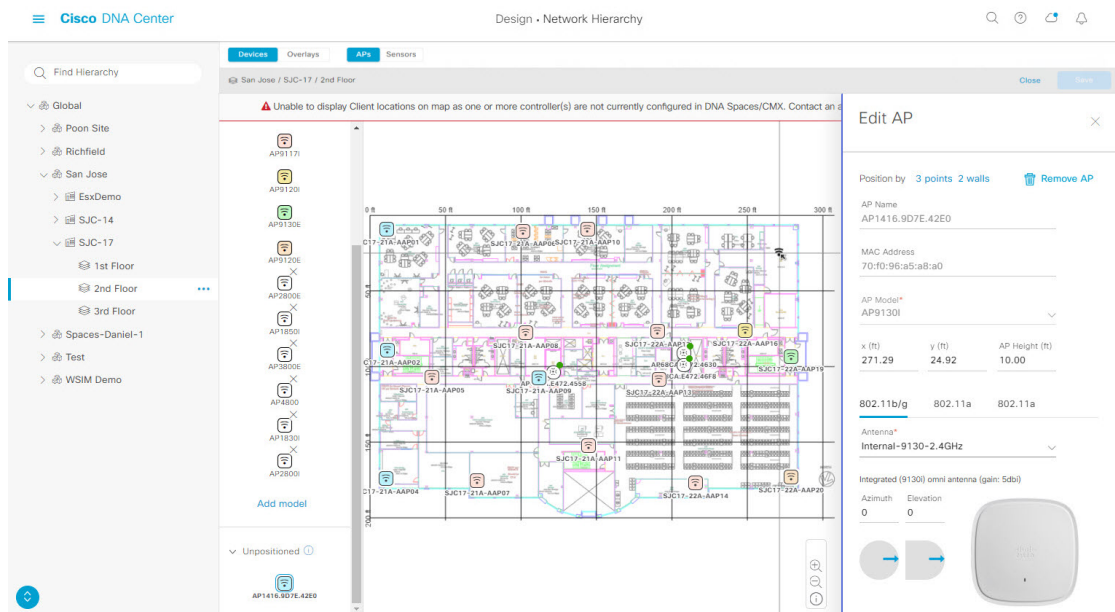 Cisco DNA Center
Design • Network Hierarchy
Devices Overlays APs Sensors
Find Hierarchy
San Jose / SJC-17 / 2nd Floor
Close Save
Global
Poon Site
Richfield
San Jose
EsxDemo
SJC-14
SJC-17
1st Floor
2nd Floor
3rd Floor
Spaces-Daniel-1
Test
WSIM Demo
Unable to display Client locations on map as one or more controller(s) are not currently configured in DNA Spaces/CMX. Contact an a
AP9117I
AP9120I
AP9130E
AP9120E
AP2800E
AP1850I
AP3800E
AP4800
AP1830I
AP2800I
Add model
Unpositioned
AP1416.9D7E.42E0
0 ft 50 ft 100 ft 150 ft 200 ft 250 ft 300 ft
50 ft
150 ft
200 ft
C17-21A-AAP01
SJC17-21A-AAP06
SJC17-21A-AAP10
SJC17-21A-AAP08
SJC17-22A-AAP16
C17-21A-AAP02
SJC17-22A-AAP19
SJC17-21A-AAP05
SJC17-21A-AAP09
SJC17-22A-AAP13
SJC17-21A-AAP11
17-21A-AAP04
SJC17-21A-AAP07
SJC17-22A-AAP14
SJC17-22A-AAP20
Edit AP
Position by 3 points 2 walls Remove AP
AP Name
AP1416.9D7E.42E0
MAC Address
70:f0:96:a5:a8:a0
AP Model*
AP9130I
x (ft) y (ft) AP Height (ft)
271.29 24.92 10.00
802.11b/g 802.11a 802.11a
Antenna*
Internal-9130-2.4GHz
Integrated (9130i) omni antenna (gain: 5dbi)
Azimuth Elevation
0 0